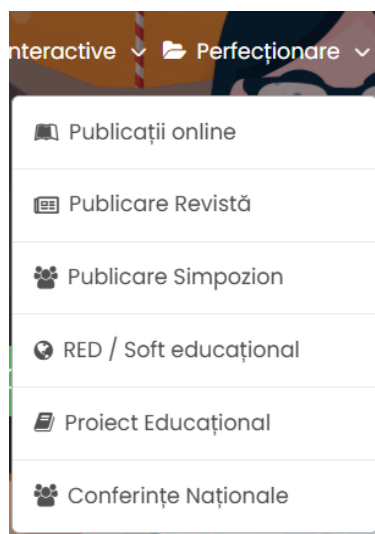 nteractive Perfecționare
Publicații online
Publicare Revistă
Publicare Simpozion
RED / Soft educațional
Proiect Educațional
Conferințe Naționale